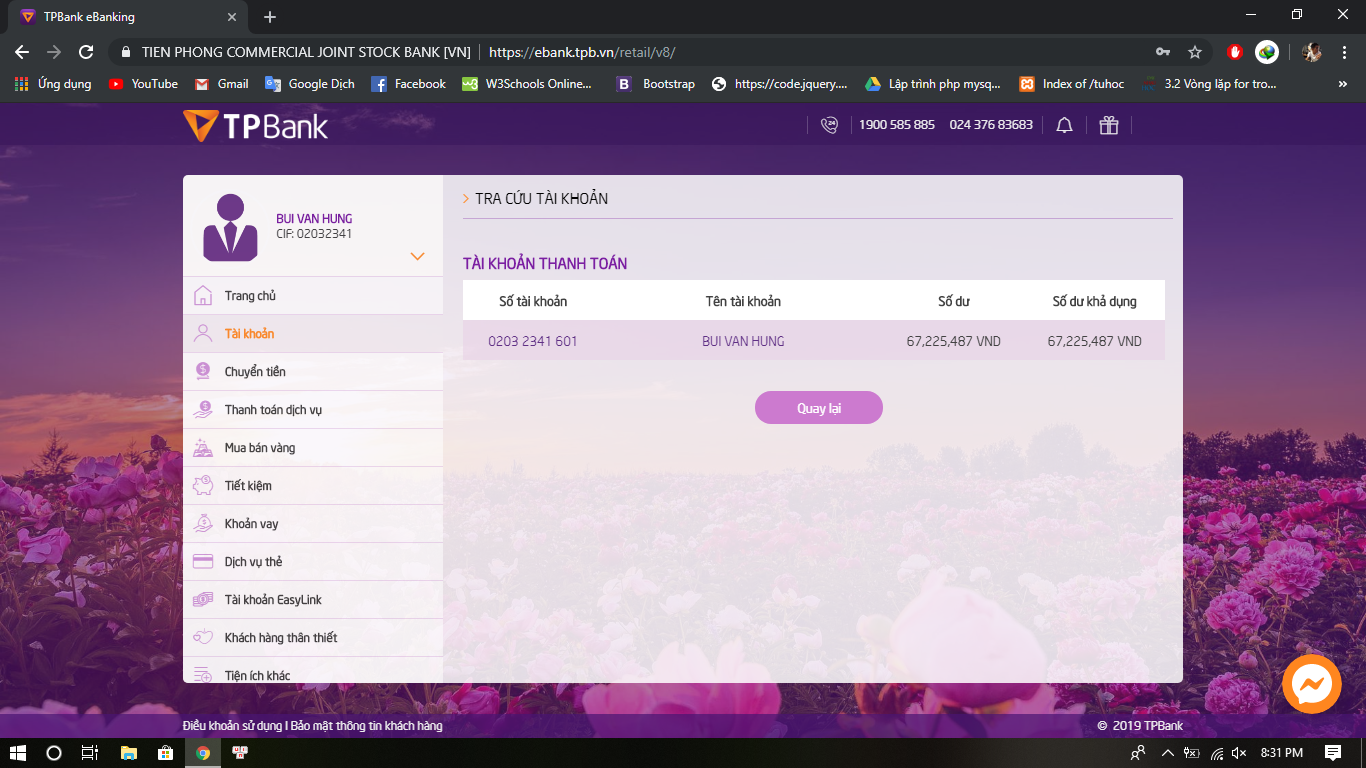 TPBank eBanking
TIEN PHONG COMMERCIAL JOINT STOCK BANK [VN] | https://ebank.tpb.vn/retail/v8/
Ứng dụng YouTube Gmail Google Dịch Facebook W3Schools Online... Bootstrap https://code.jquery.... Lập trình php mysq... Index of /tuhoc 3.2 Vòng lặp for tro... »
TPBank 24 1900 585 885 024 376 83683
BUI VAN HUNG
CIF: 02032341
Trang chủ
Tài khoản
Chuyển tiền
Thanh toán dịch vụ
Mua bán vàng
Tiết kiệm
Khoản vay
Dịch vụ thẻ
Tài khoản EasyLink
Khách hàng thân thiết
Tiện ích khác
TRA CỨU TÀI KHOẢN
TÀI KHOẢN THANH TOÁN
Số tài khoản Tên tài khoản Số dư Số dư khả dụng
0203 2341 601 BUI VAN HUNG 67,225,487 VND 67,225,487 VND
Quay lại
Điều khoản sử dụng I Bảo mật thông tin khách hàng © 2019 TPBank
8:31 PM